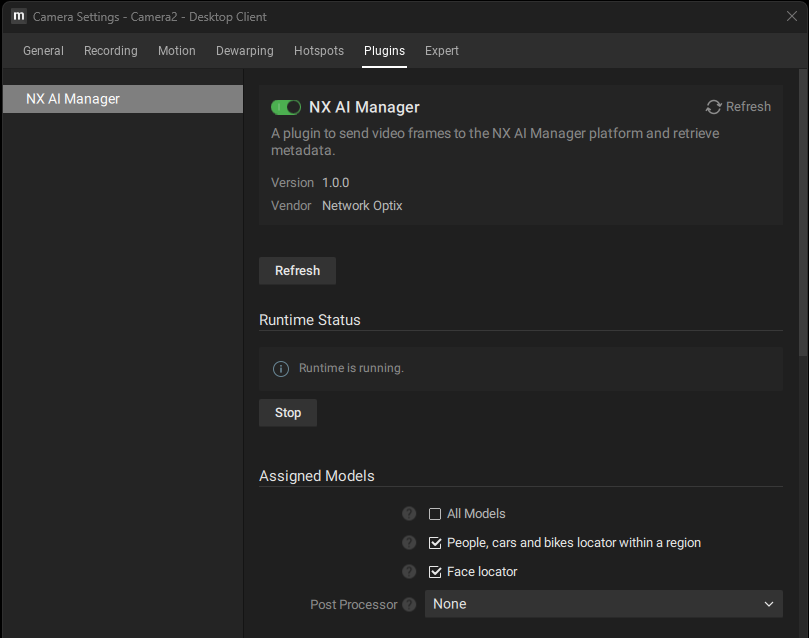 m Camera Settings - Camera2 - Desktop Client
General Recording Motion Dewarping Hotspots Plugins Expert
NX AI Manager
NX AI Manager Refresh
A plugin to send video frames to the NX AI Manager platform and retrieve
metadata.
Version 1.0.0
Vendor Network Optix
Refresh
Runtime Status
Runtime is running.
Stop
Assigned Models
? All Models
? People, cars and bikes locator within a region
? Face locator
Post Processor ? None